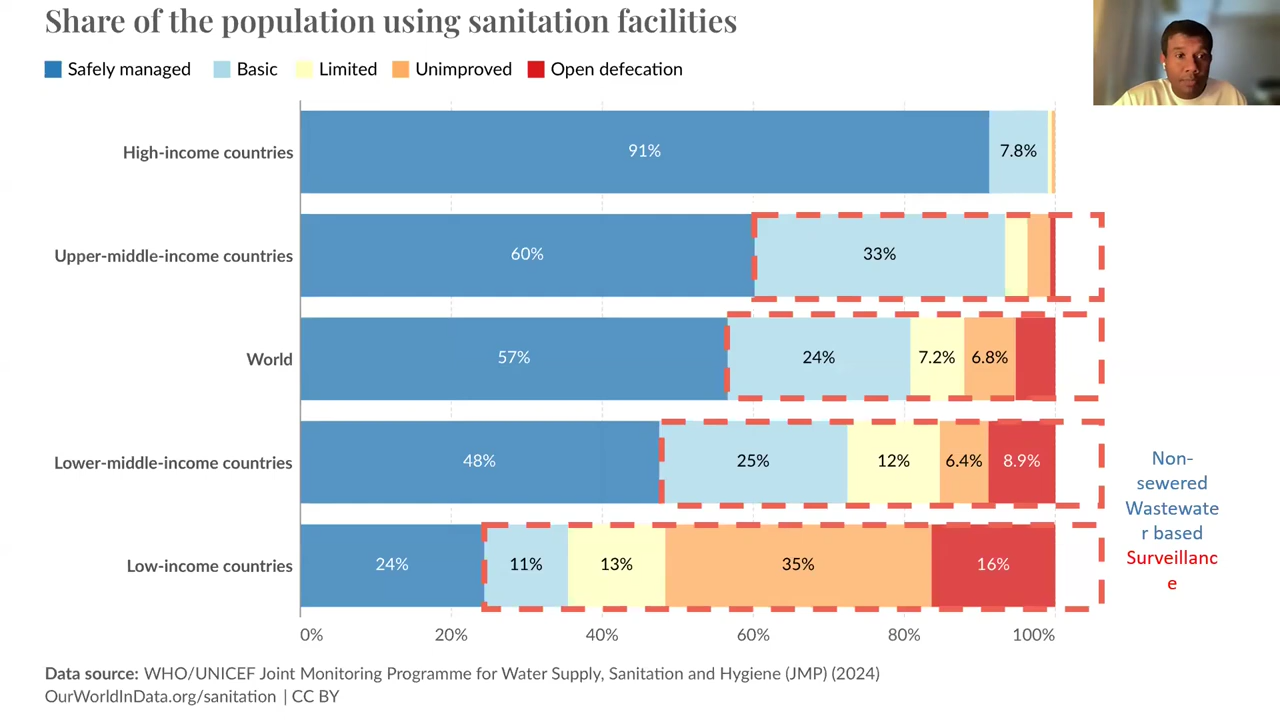 Share of the population using sanitation facilities
Safely managed Basic Limited Unimproved Open defecation
High-income countries 91% 7.8%
Upper-middle-income countries 60% 33%
World 57% 24% 7.2% 6.8%
Lower-middle-income countries 48% 25% 12% 6.4% 8.9%
Low-income countries 24% 11% 13% 35% 16%
0% 20% 40% 60% 80% 100%
Non-
sewered
Wastewate
r based
Surveillanc
e
Data source: WHO/UNICEF Joint Monitoring Programme for Water Supply, Sanitation and Hygiene (JMP) (2024)
OurWorldInData.org/sanitation | CC BY